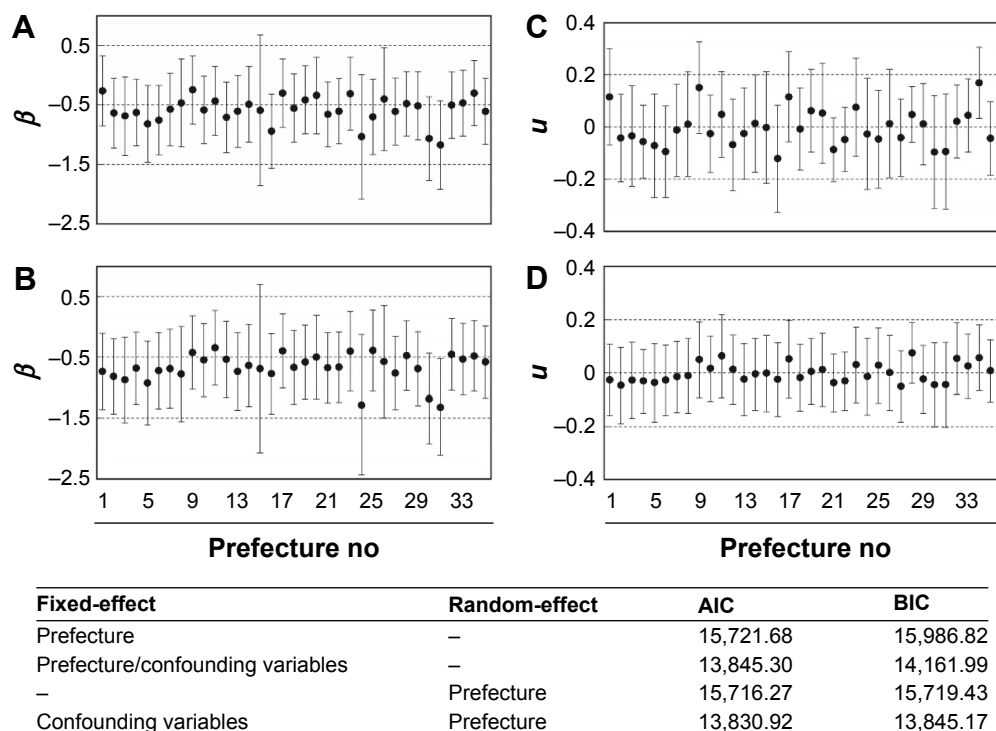 A
0.5
–0.5
–1.5
–2.5
β
C
0.4
0.2
0
–0.2
–0.4
u
B
0.5
–0.5
–1.5
–2.5
β
1 5 9 13 17 21 25 29 33
Prefecture no
D
0.4
0.2
0
–0.2
–0.4
u
1 5 9 13 17 21 25 29 33
Prefecture no
Fixed-effect Random-effect AIC BIC
Prefecture – 15,721.68 15,986.82
Prefecture/confounding variables – 13,845.30 14,161.99
– Prefecture 15,716.27 15,719.43
Confounding variables Prefecture 13,830.92 13,845.17